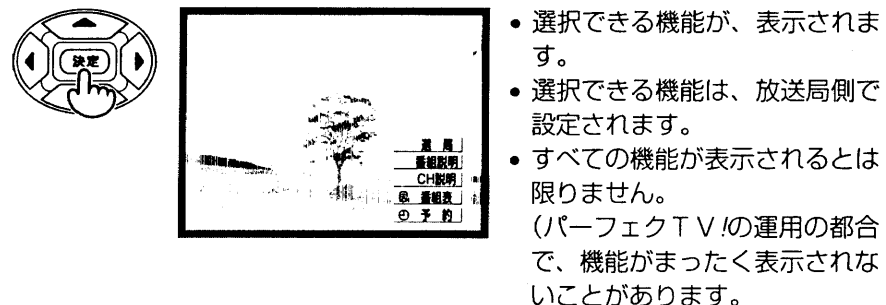 決定
選局
番組説明
CH説明
番組表
予約
• 選択できる機能が、表示されま
す。
• 選択できる機能は、放送局側で
設定されます。
• すべての機能が表示されるとは
限りません。
(パーフェクTV!の運用の都合
で、機能がまったく表示されな
いことがあります。